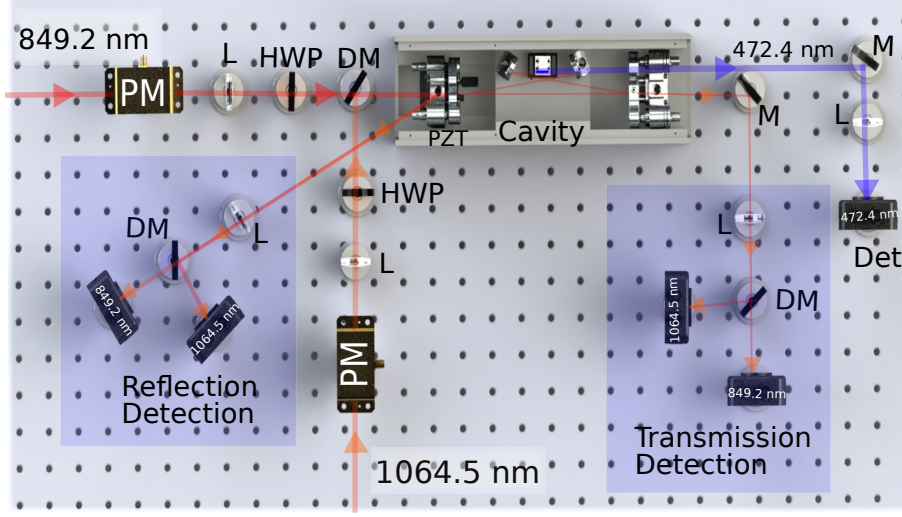 849.2 nm
PM
L
HWP
DM
PZT
Cavity
472.4 nm
M
M
L
472.4 nm
Det
HWP
L
PM
1064.5 nm
DM
L
849.2 nm
1064.5 nm
Reflection
Detection
L
DM
1064.5 nm
849.2 nm
Transmission
Detection